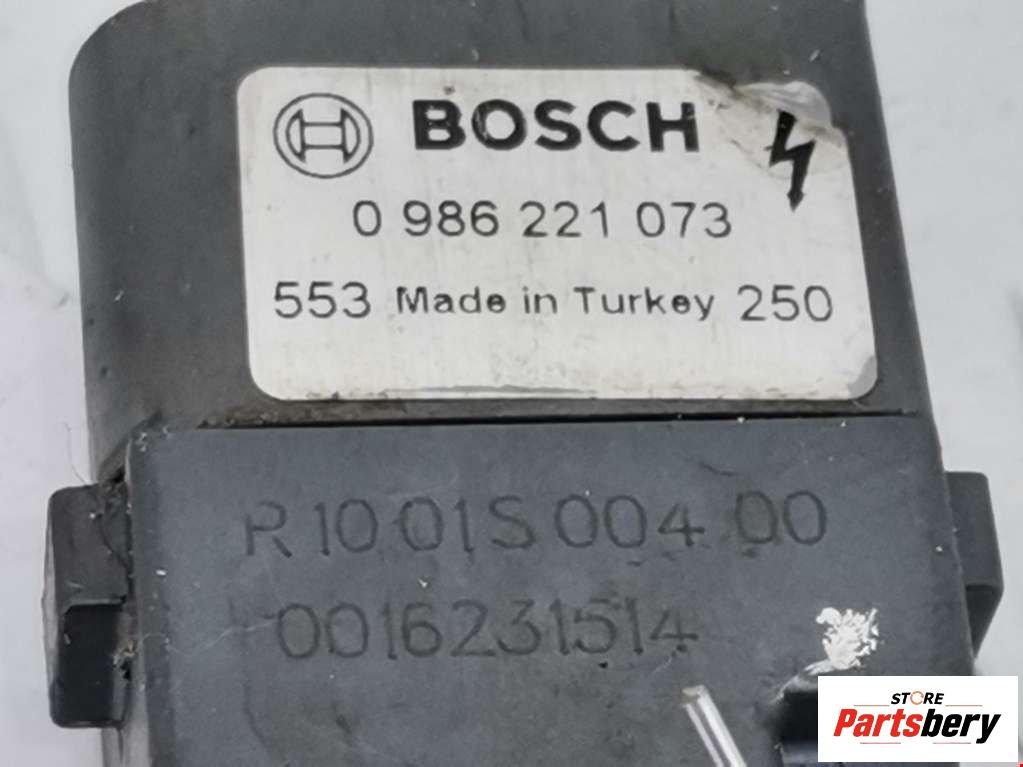 BOSCH
0 986 221 073
553 Made in Turkey 250
R 10 01S 004 00
0016231514
STORE
Partsbery